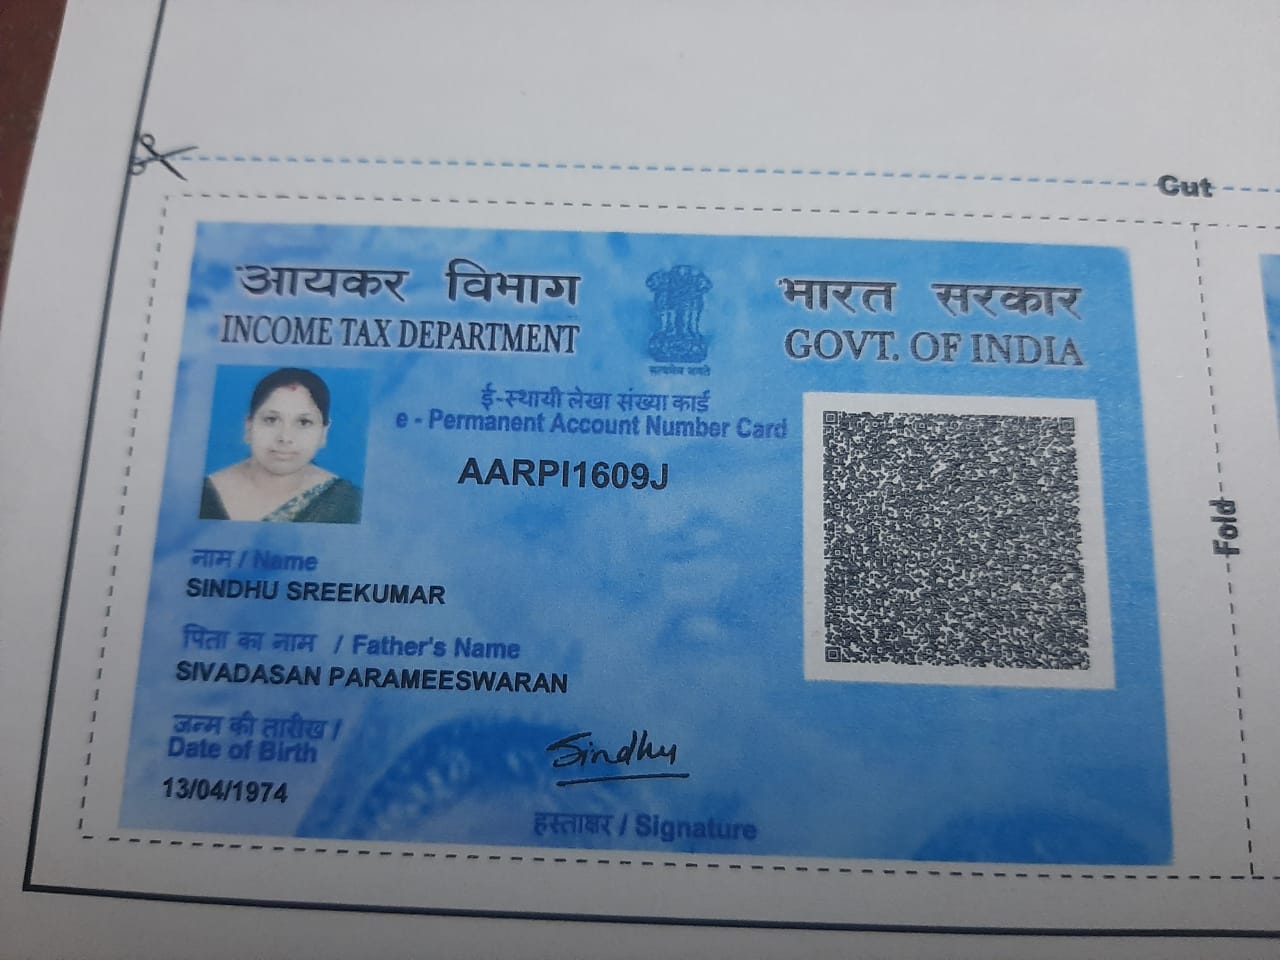 Cut
आयकर विभाग
INCOME TAX DEPARTMENT
सत्यमेव जयते
भारत सरकार
GOVT. OF INDIA
ई-स्थायी लेखा संख्या कार्ड
e - Permanent Account Number Card
AARPI1609J
नाम / Name
SINDHU SREEKUMAR
पिता का नाम / Father's Name
SIVADASAN PARAMEESWARAN
जन्म की तारीख /
Date of Birth
13/04/1974
Sindhu
हस्ताक्षर / Signature
Fold